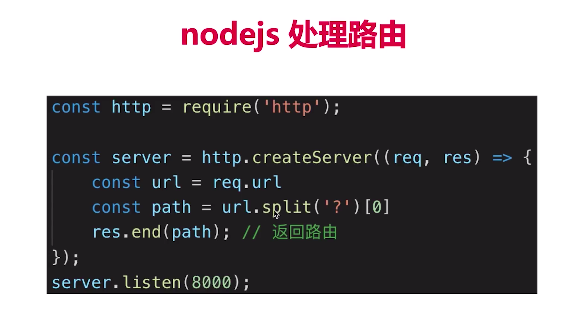 nodejs 处理路由
const http = require('http');
const server = http.createServer((req, res) => {
const url = req.url
const path = url.split('?')[0]
res.end(path); // 返回路由
});
server.listen(8000);